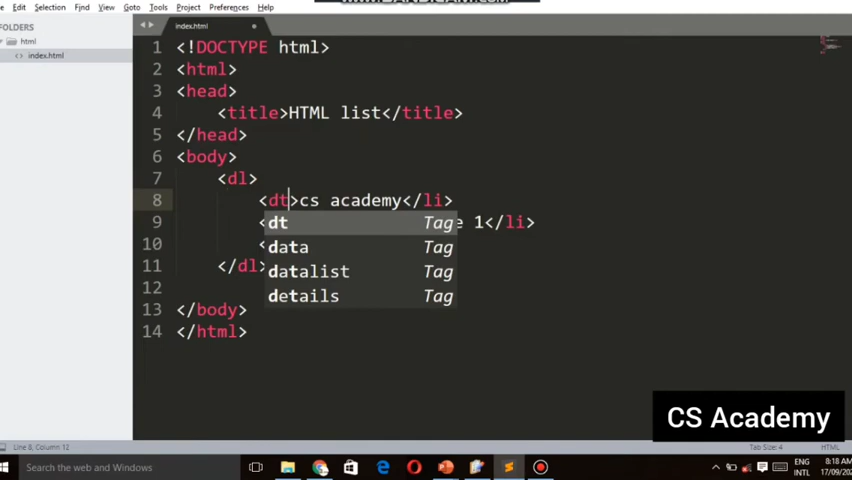 Edit Selection Find View Goto Tools Project Preferences Help
FOLDERS
html
<> index.html
index.html
1 <!DOCTYPE html>
2 <html>
3 <head>
4 <title>HTML list</title>
5 </head>
6 <body>
7 <dl>
8 <dt>cs academy</li>
9 < e 1</li>
10 <
11 </dl>
12
13 </body>
14 </html>
dt Tag
data Tag
datalist Tag
details Tag
CS Academy
Line 8, Column 12
Tab Size: 4
HTML
Search the web and Windows
ENG
INTL
8:18 AM
17/09/202